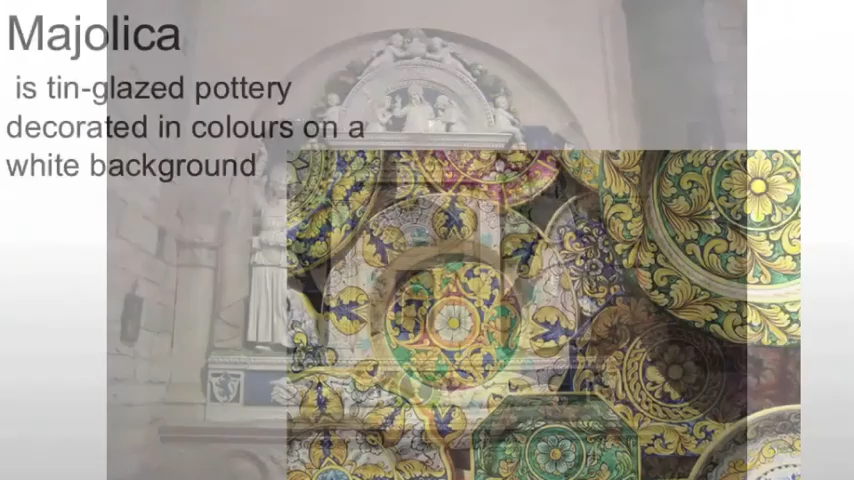 Majolica
is tin-glazed pottery
decorated in colours on a
white background